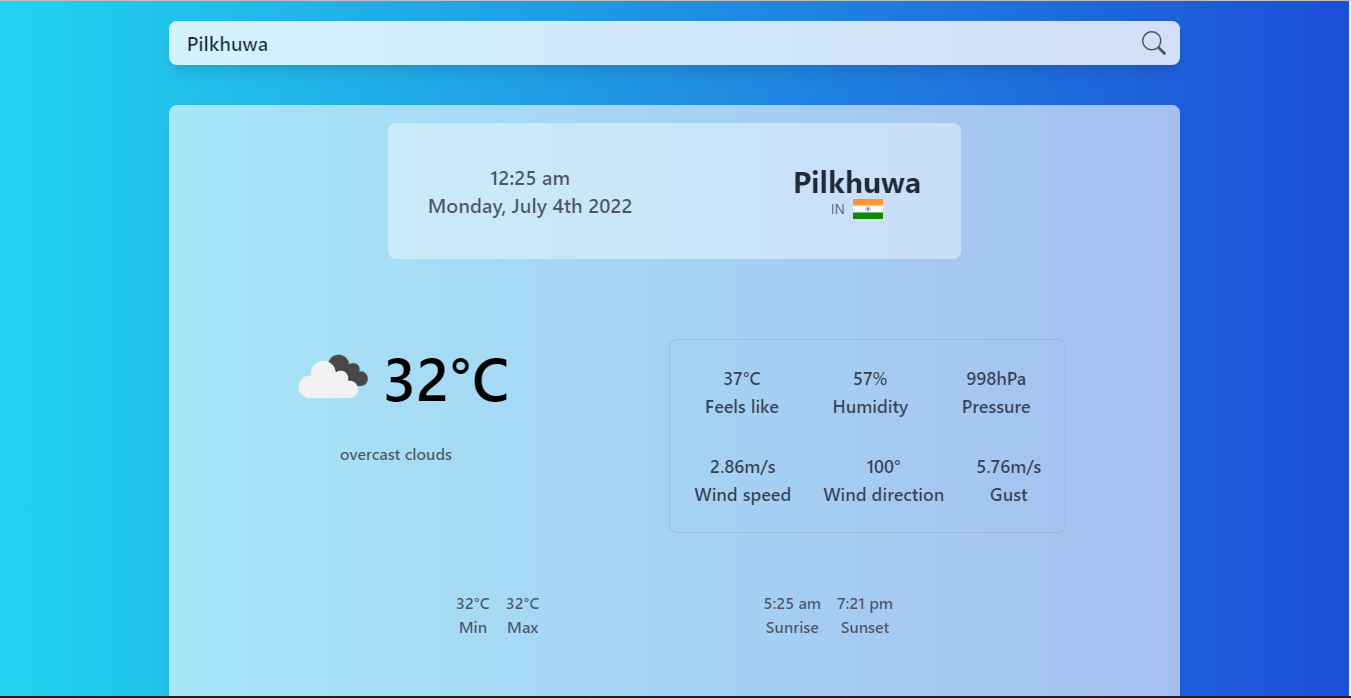 Pilkhuwa
12:25 am
Monday, July 4th 2022
Pilkhuwa
IN
32°C
overcast clouds
37°C 57% 998hPa
Feels like Humidity Pressure
2.86m/s 100° 5.76m/s
Wind speed Wind direction Gust
32°C 32°C
Min Max
5:25 am 7:21 pm
Sunrise Sunset